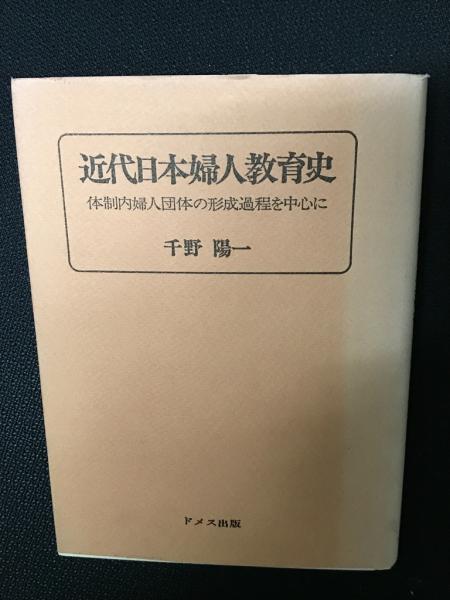 近代日本婦人教育史
体制内婦人団体の形成過程を中心に
千野 陽一
ドメス出版